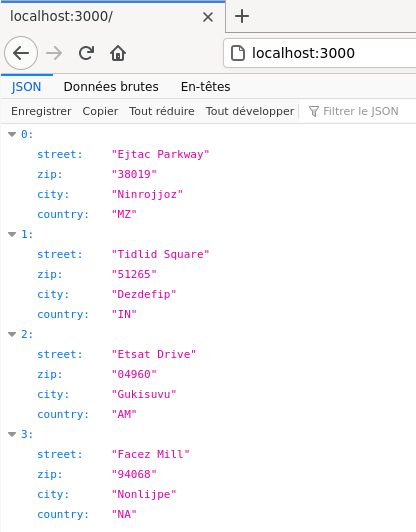 localhost:3000/
localhost:3000
JSON Données brutes En-têtes
Enregistrer Copier Tout réduire Tout développer Filtrer le JSON
0:
street: "Ejtac Parkway"
zip: "38019"
city: "Ninrojjoz"
country: "MZ"
1:
street: "Tidlid Square"
zip: "51265"
city: "Dezdefip"
country: "IN"
2:
street: "Etsat Drive"
zip: "04960"
city: "Gukisuvu"
country: "AM"
3:
street: "Facez Mill"
zip: "94068"
city: "Nonlijpe"
country: "NA"